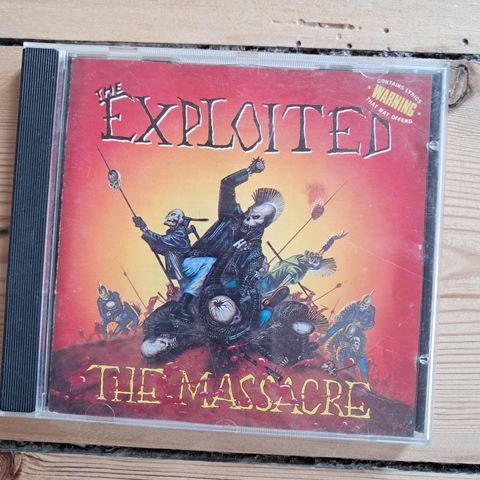 THE
EXPLOITED
CONTAINS LYRICS
WARNING
THAT MAY OFFEND
THE MASSACRE